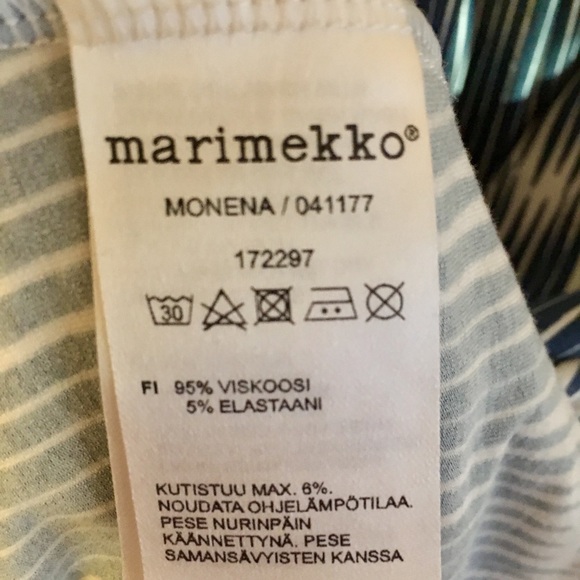 marimekko®
MONENA / 041177
172297
30
FI 95% VISKOOSI
5% ELASTAANI
KUTISTUU MAX. 6%.
NOUDATA OHJELÄMPÖTILAA.
PESE NURINPÄIN
KÄÄNNETTYNÄ. PESE
SAMANSÄVYISTEN KANSSA